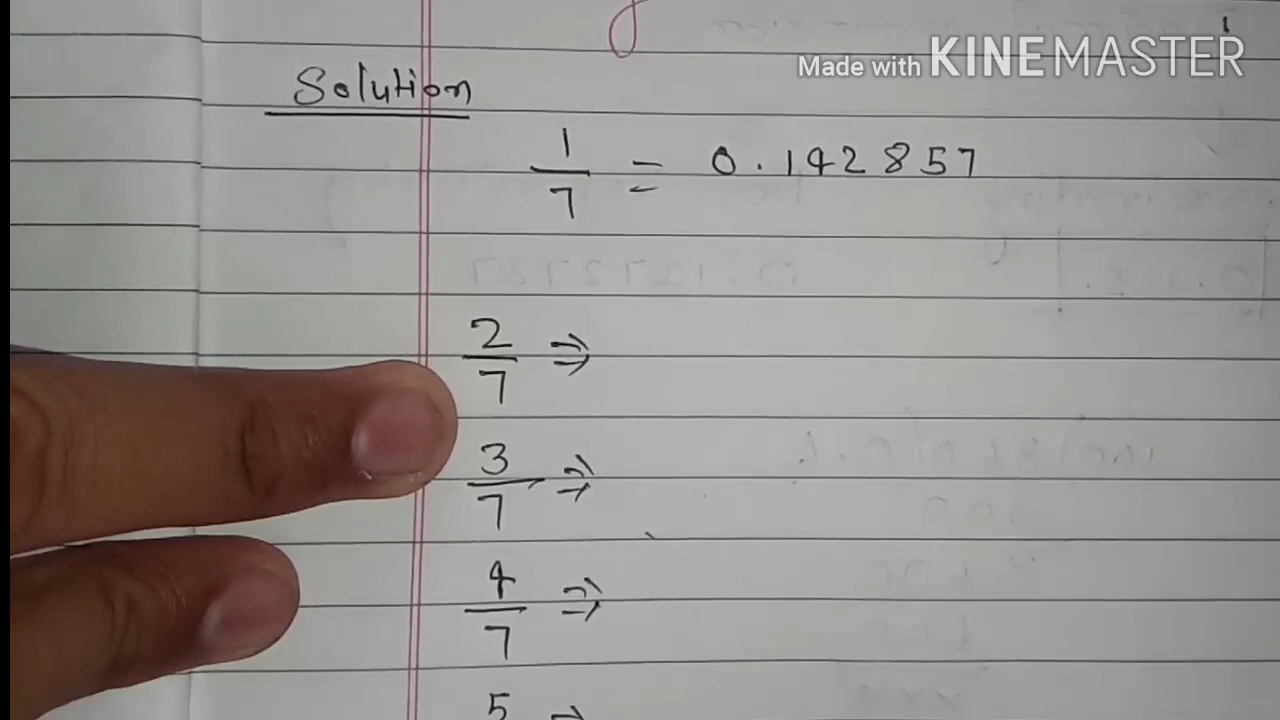 Made with KINEMASTER
Solution
1/7 = 0.142857
2/7 ⇒
3/7 ⇒
4/7 ⇒
5 ⇒